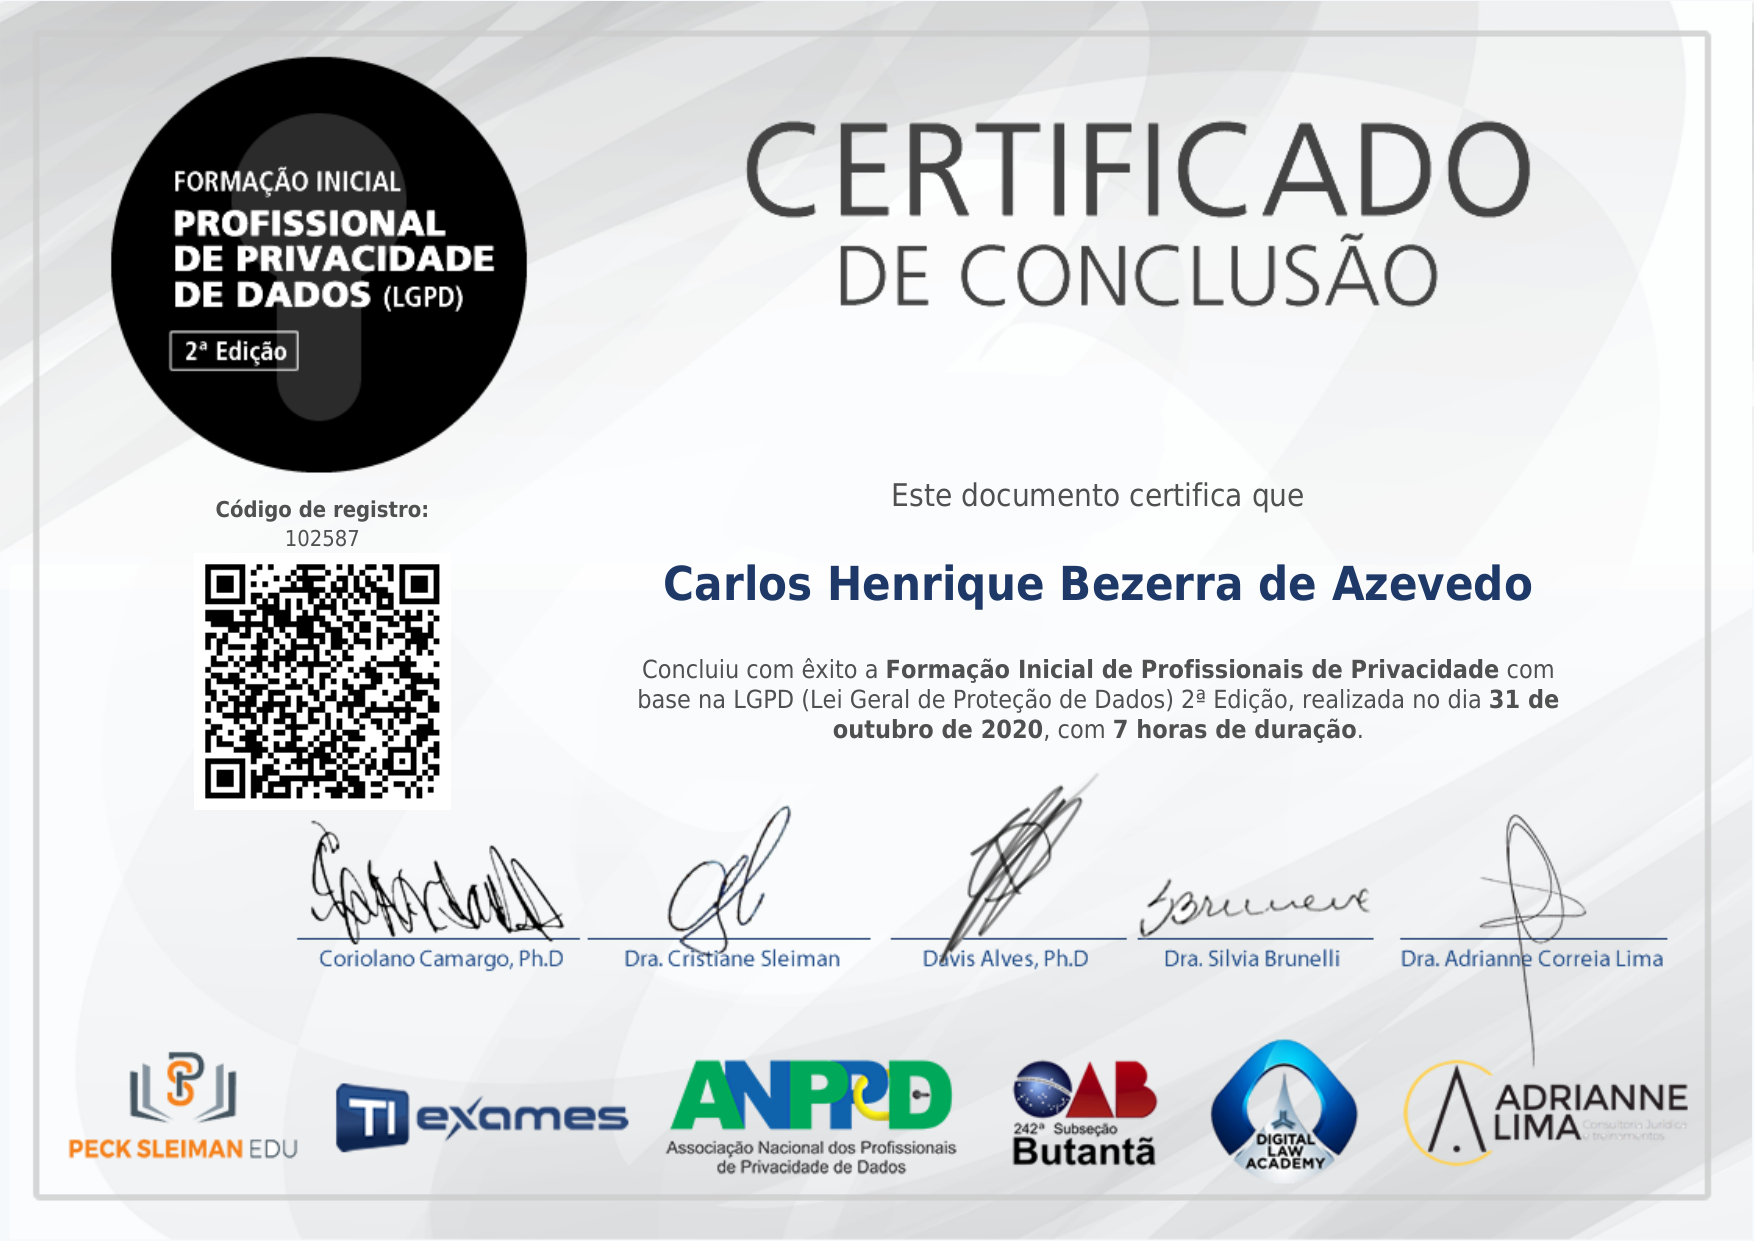 FORMAÇÃO INICIAL
PROFISSIONAL
DE PRIVACIDADE
DE DADOS (LGPD)
2ª Edição
CERTIFICADO
DE CONCLUSÃO
Código de registro:
102587
Este documento certifica que
Carlos Henrique Bezerra de Azevedo
Concluiu com êxito a Formação Inicial de Profissionais de Privacidade com
base na LGPD (Lei Geral de Proteção de Dados) 2ª Edição, realizada no dia 31 de
outubro de 2020, com 7 horas de duração.
Coriolano Camargo, Ph.D
Dra. Cristiane Sleiman
Davis Alves, Ph.D
Dra. Silvia Brunelli
Dra. Adrianne Correia Lima
PECK SLEIMAN EDU
TI exames
ANPPD
Associação Nacional dos Profissionais
de Privacidade de Dados
OAB
242ª Subseção
Butantã
DIGITAL
LAW
ACADEMY
ADRIANNE
LIMA
Consultoria Jurídica
e treinamentos